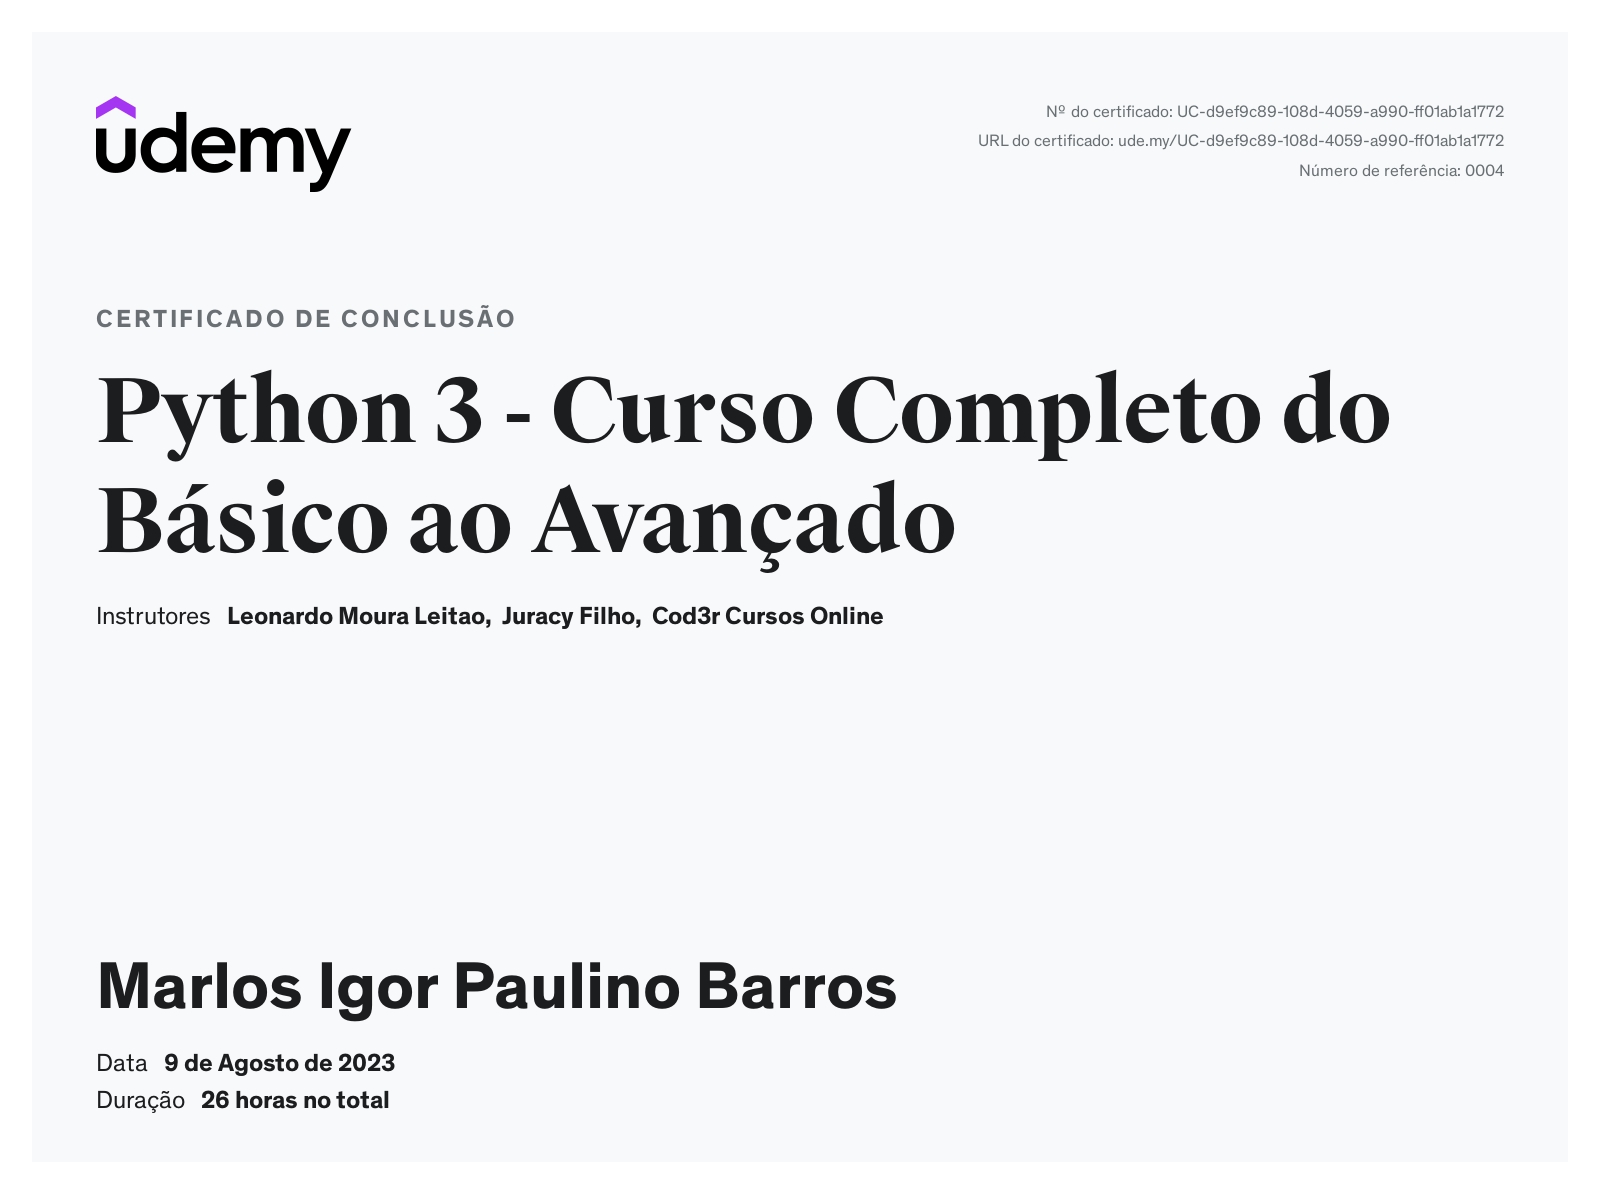 udemy
Nº do certificado: UC-d9ef9c89-108d-4059-a990-ff01ab1a1772
URL do certificado: ude.my/UC-d9ef9c89-108d-4059-a990-ff01ab1a1772
Número de referência: 0004
CERTIFICADO DE CONCLUSÃO
Python 3 - Curso Completo do
Básico ao Avançado
Instrutores Leonardo Moura Leitao, Juracy Filho, Cod3r Cursos Online
Marlos Igor Paulino Barros
Data 9 de Agosto de 2023
Duração 26 horas no total